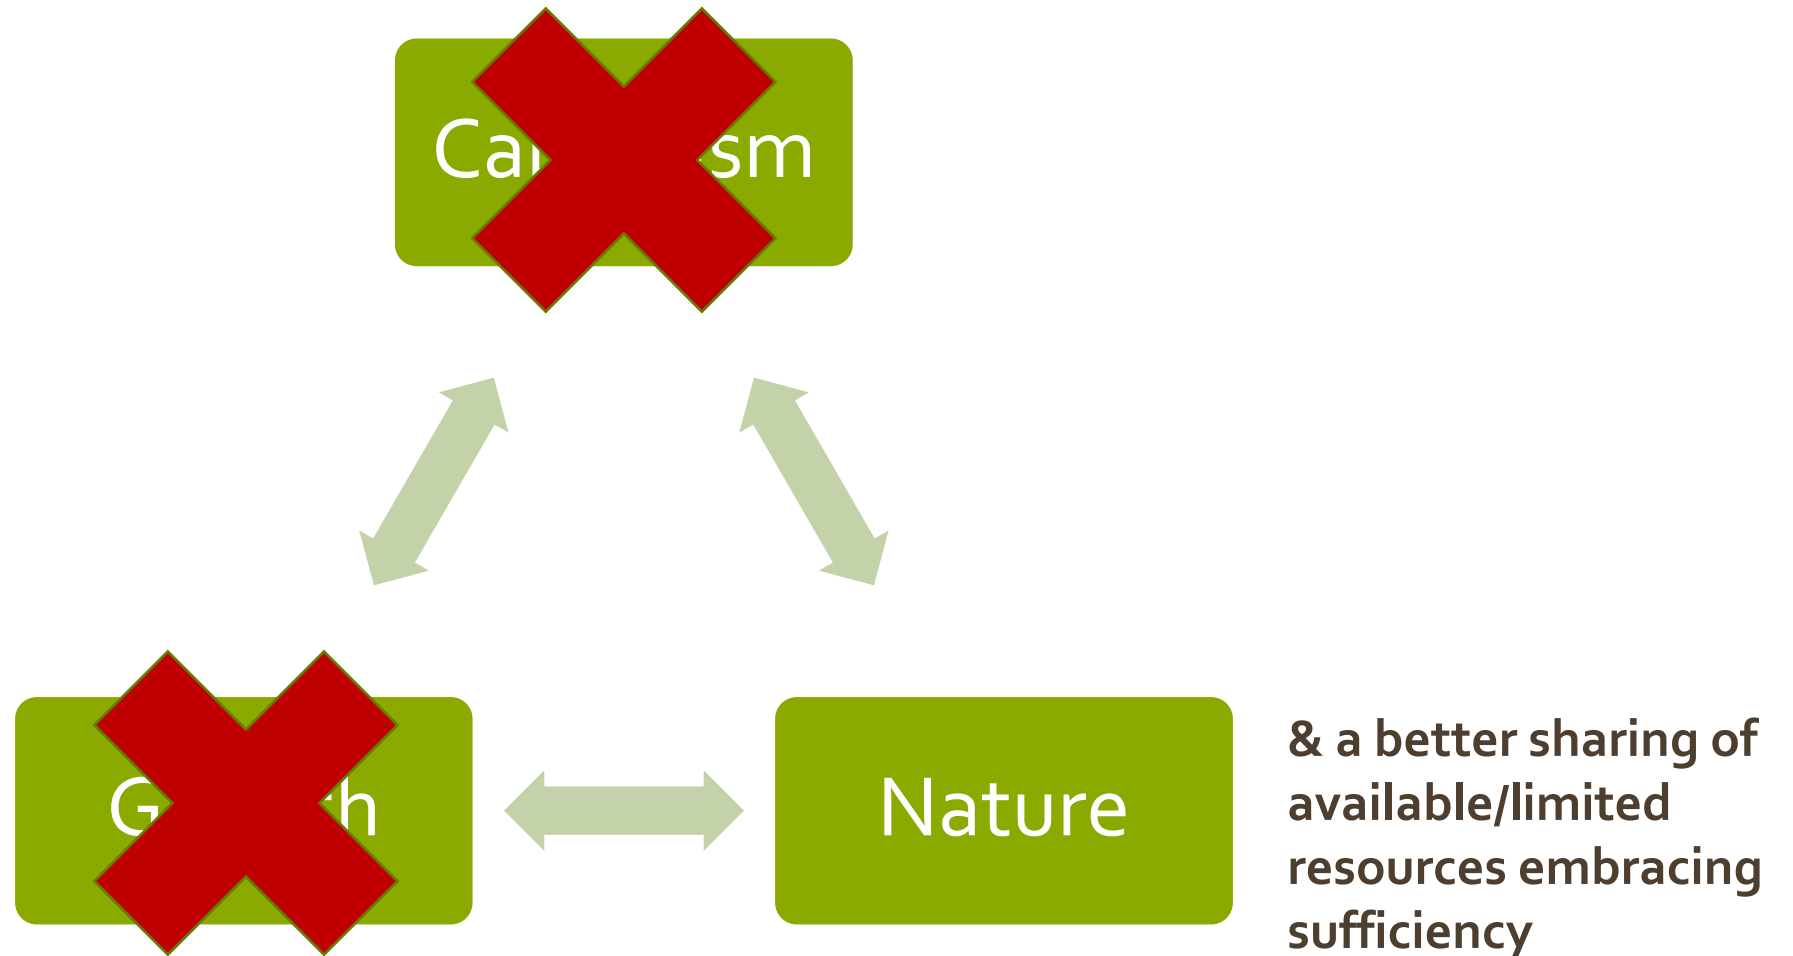 Nature
& a better sharing of
available/limited
resources embracing
sufficiency